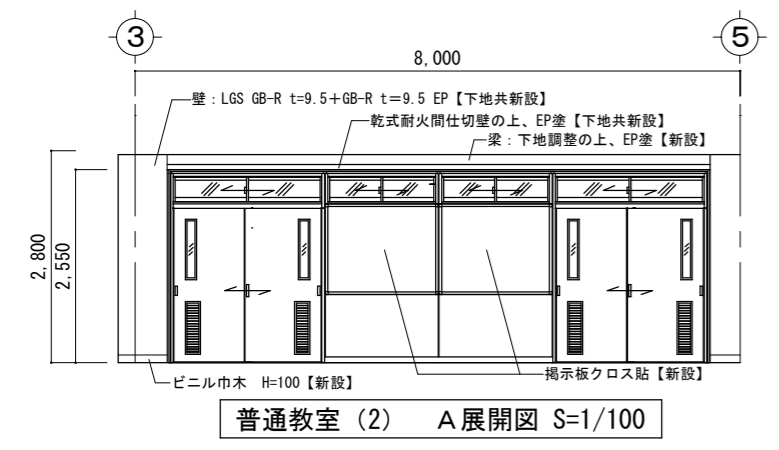 3
5
8,000
壁：LGS GB-R t=9.5＋GB-R t＝9.5 EP【下地共新設】
乾式耐火間仕切壁の上、EP塗【下地共新設】
梁：下地調整の上、EP塗【新設】
2,800
2,550
ビニル巾木 H=100【新設】
掲示板クロス貼【新設】
普通教室（2） A展開図 S=1/100